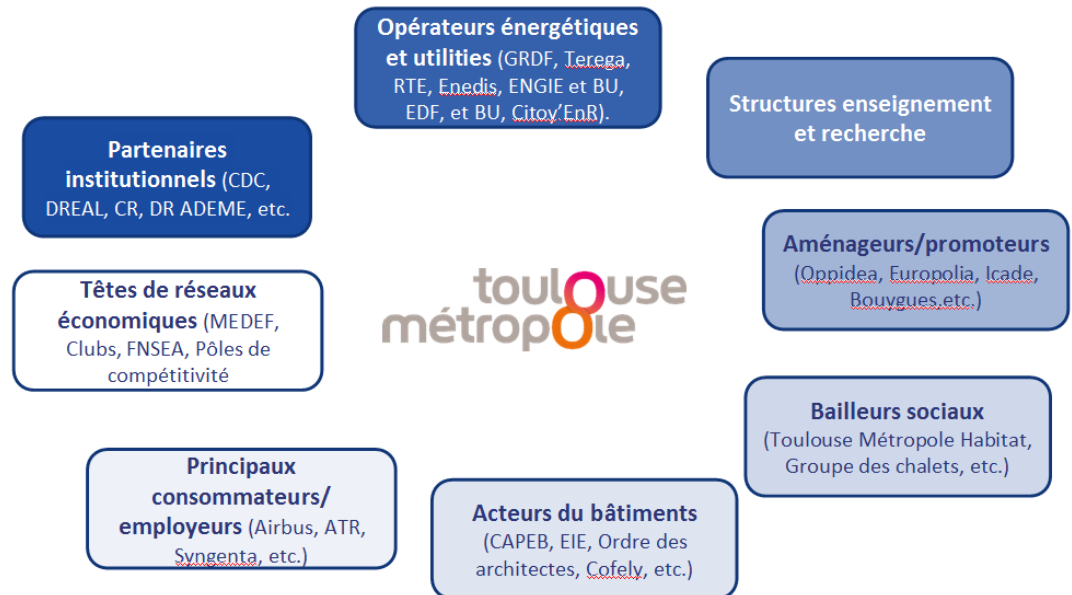 Opérateurs énergétiques
et utilities (GRDF, Terega,
RTE, Enedis, ENGIE et BU,
EDF, et BU, Citoy’EnR).
Structures enseignement
et recherche
Partenaires
institutionnels (CDC,
DREAL, CR, DR ADEME, etc.
Aménageurs/promoteurs
(Oppidea, Europolia, Icade,
Bouygues,etc.)
Têtes de réseaux
économiques (MEDEF,
Clubs, FNSEA, Pôles de
compétitivité
toulouse
métropole
Bailleurs sociaux
(Toulouse Métropole Habitat,
Groupe des chalets, etc.)
Principaux
consommateurs/
employeurs (Airbus, ATR,
Syngenta, etc.)
Acteurs du bâtiments
(CAPEB, EIE, Ordre des
architectes, Cofely, etc.)